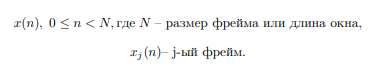 x(n), 0 ≤ n < N, где N – размер фрейма или длина окна,
x_j(n)– j-ый фрейм.